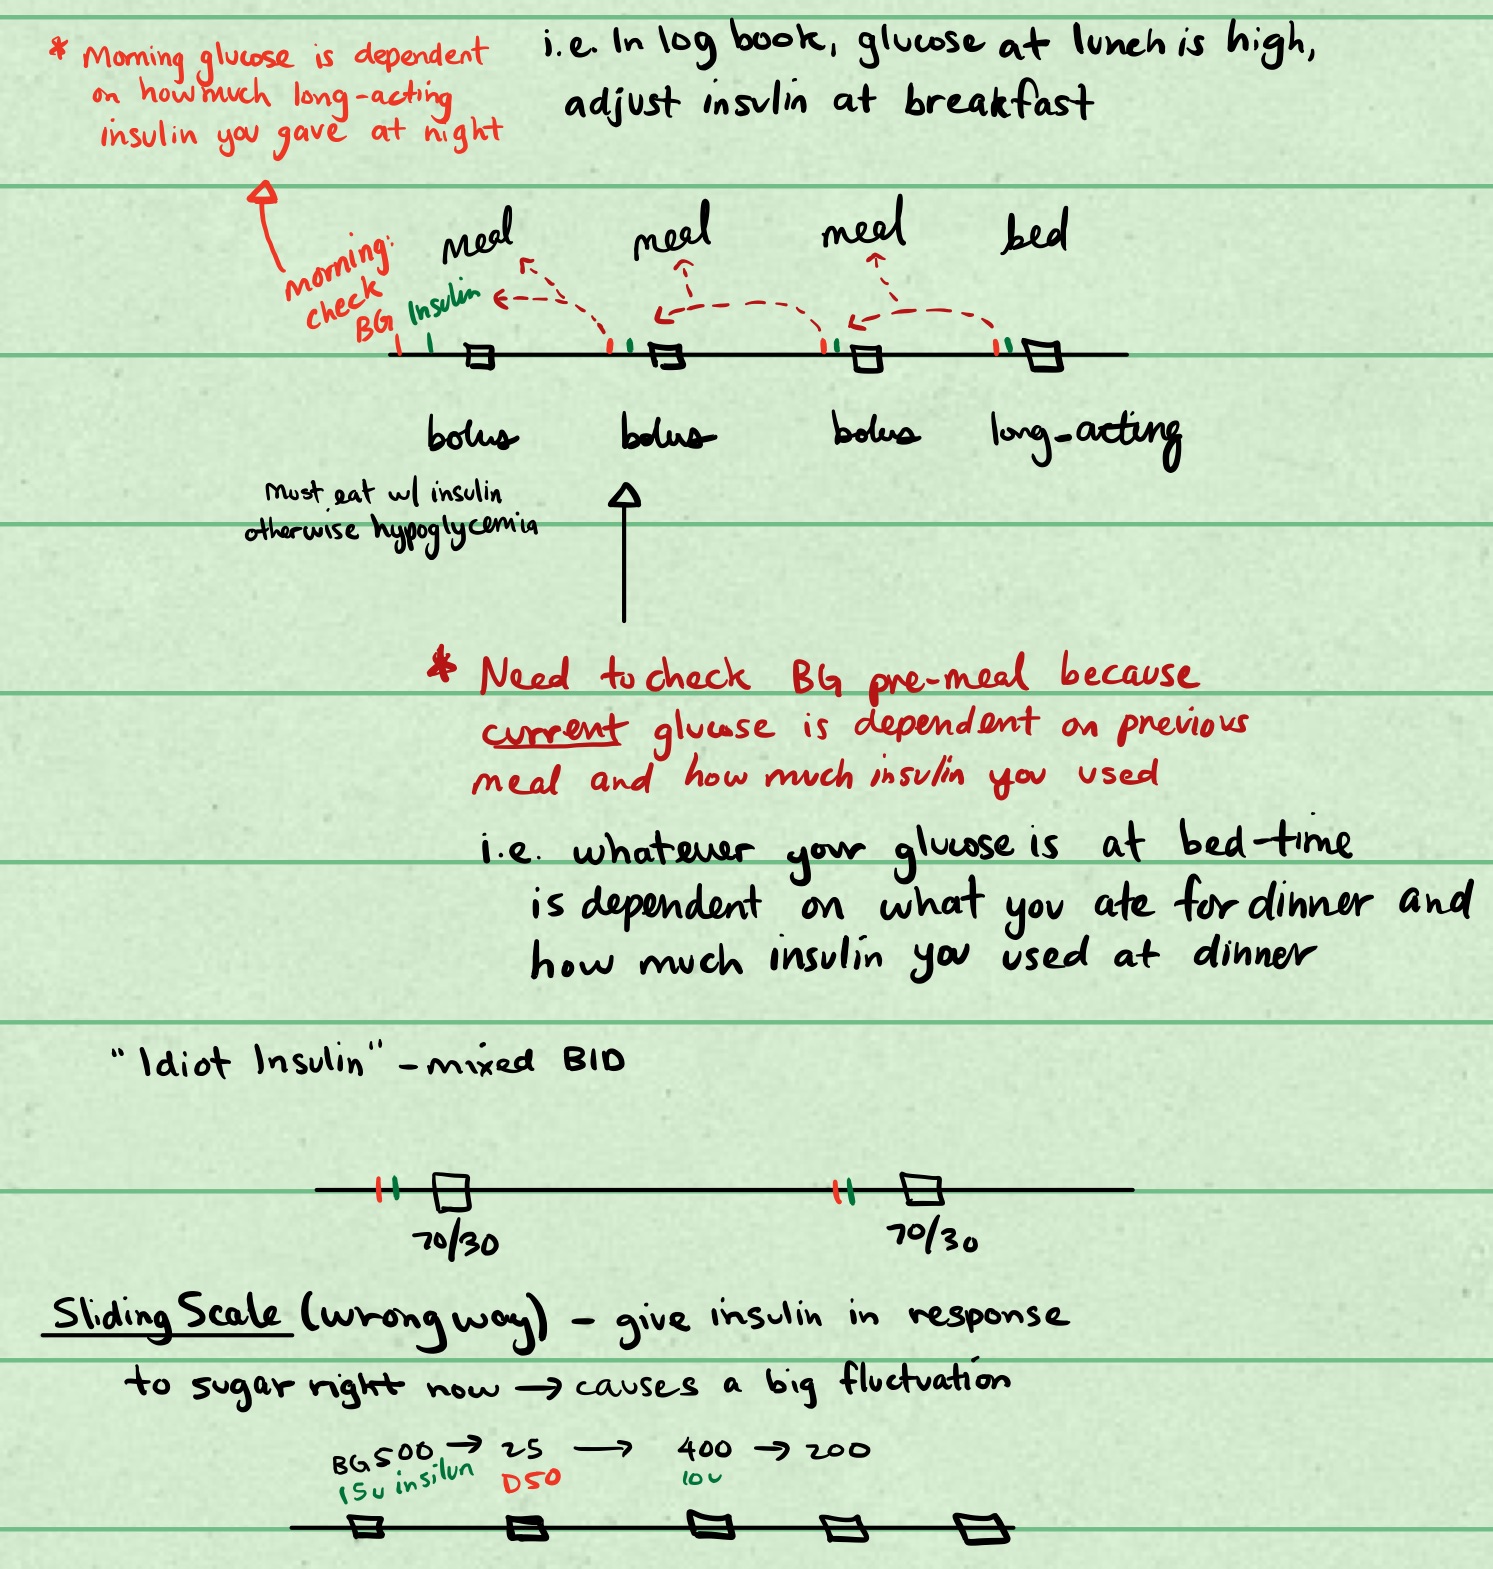 * Morning glucose is dependent
on how much long-acting
insulin you gave at night
i.e. In log book, glucose at lunch is high,
adjust insulin at breakfast
meal meal meal bed
morning:
check
BG
Insulin
bolus bolus bolus long-acting
Must eat w/ insulin
otherwise hypoglycemia
* Need to check BG pre-meal because
current glucose is dependent on previous
meal and how much insulin you used
i.e. whatever your glucose is at bed-time
is dependent on what you ate for dinner and
how much insulin you used at dinner
"Idiot Insulin" - mixed BID
70/30 70/30
Sliding Scale (wrong way) - give insulin in response
to sugar right now → causes a big fluctuation
BG 500 → 25 → 400 → 200
15u insilun D50 10u